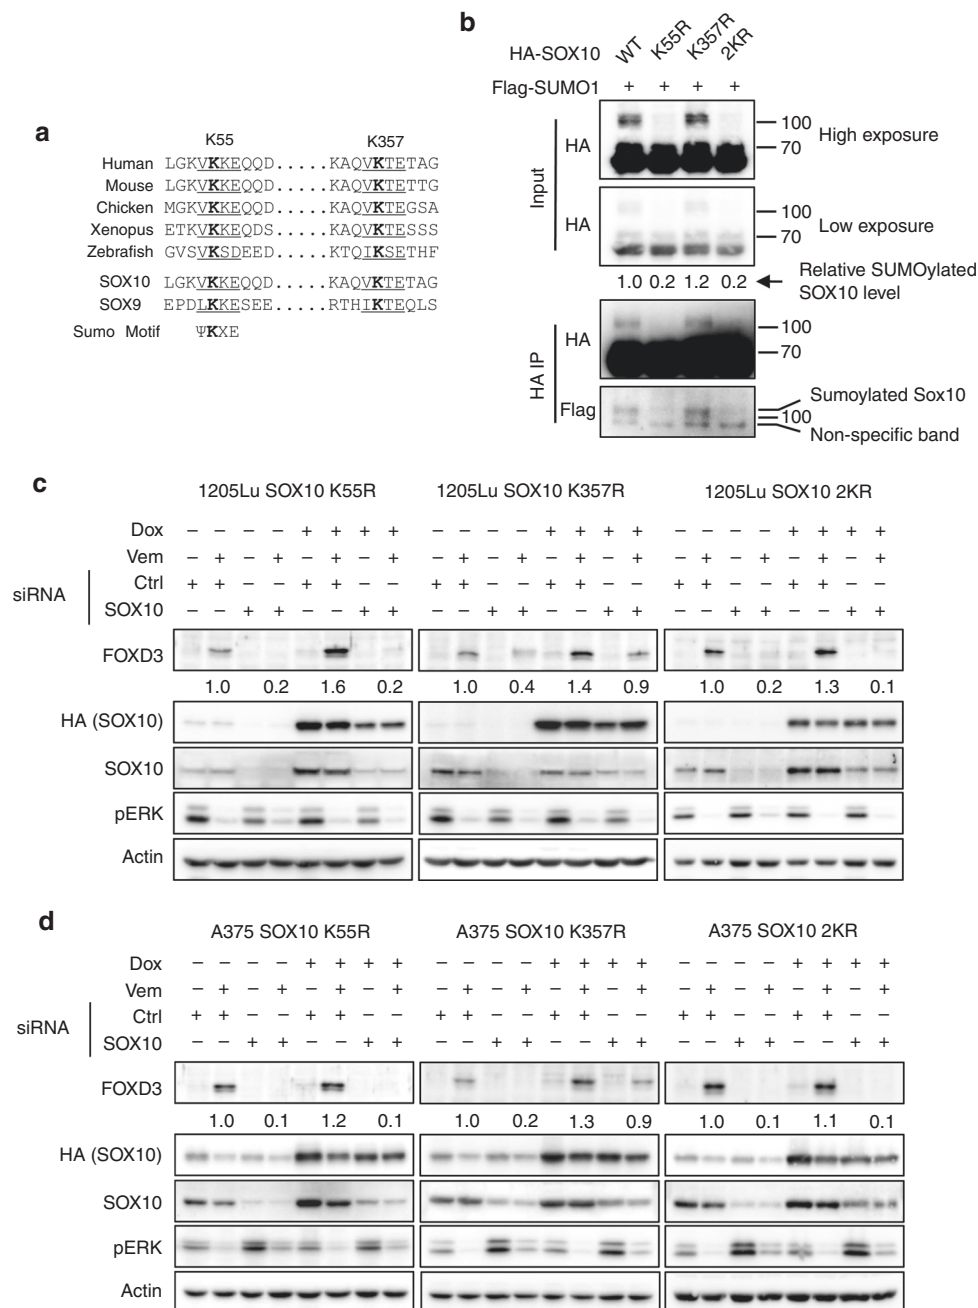 a
K55 K357
Human LGKVKKEQQD.....KAQVKTETAG
Mouse LGKVKKEQQD.....KAQVKTETTG
Chicken MGKVKKEQQD.....KAQVKTEGSA
Xenopus ETKVKKEQDS.....KAQVKTESSS
Zebrafish GVSVKSDEED.....KTQIKSETHF
SOX10 LGKVKKEQQD.....KAQVKTETAG
SOX9 EPDLKKESEE.....RTHIKTEQLS
Sumo Motif ΨKXE
b
HA-SOX10 WT K55R K357R 2KR
Flag-SUMO1 + + + +
Input
HA
100
70
High exposure
HA
100
70
Low exposure
1.0 0.2 1.2 0.2
Relative SUMOylated
SOX10 level
HA IP
HA
100
70
Flag
Sumoylated Sox10
100
Non-specific band
c
1205Lu SOX10 K55R 1205Lu SOX10 K357R 1205Lu SOX10 2KR
Dox − − − − + + + + − − − − + + + + − − − − + + + +
Vem − + − + − + − + − + − + − + − + − + − + − + − +
siRNA
Ctrl + + − − + + − − + + − − + + − − + + − − + + − −
SOX10 − − + + − − + + − − + + − − + + − − + + − − + +
FOXD3
1.0 0.2 1.6 0.2 1.0 0.4 1.4 0.9 1.0 0.2 1.3 0.1
HA (SOX10)
SOX10
pERK
Actin
d
A375 SOX10 K55R A375 SOX10 K357R A375 SOX10 2KR
Dox − − − − + + + + − − − − + + + + − − − − + + + +
Vem − + − + − + − + − + − + − + − + − + − + − + − +
siRNA
Ctrl + + − − + + − − + + − − + + − − + + − − + + − −
SOX10 − − + + − − + + − − + + − − + + − − + + − − + +
FOXD3
1.0 0.1 1.2 0.1 1.0 0.2 1.3 0.9 1.0 0.1 1.1 0.1
HA (SOX10)
SOX10
pERK
Actin